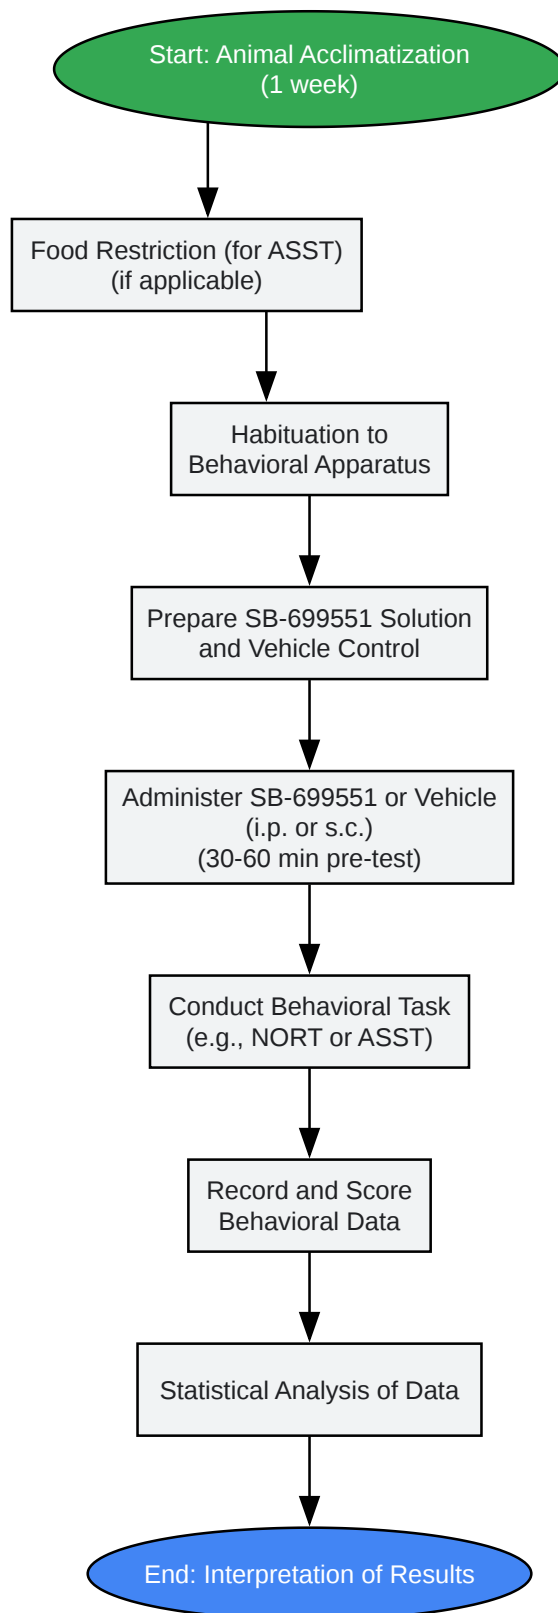 Start: Animal Acclimatization
(1 week)
Food Restriction (for ASST)
(if applicable)
Habituation to
Behavioral Apparatus
Prepare SB-699551 Solution
and Vehicle Control
Administer SB-699551 or Vehicle
(i.p. or s.c.)
(30-60 min pre-test)
Conduct Behavioral Task
(e.g., NORT or ASST)
Record and Score
Behavioral Data
Statistical Analysis of Data
End: Interpretation of Results